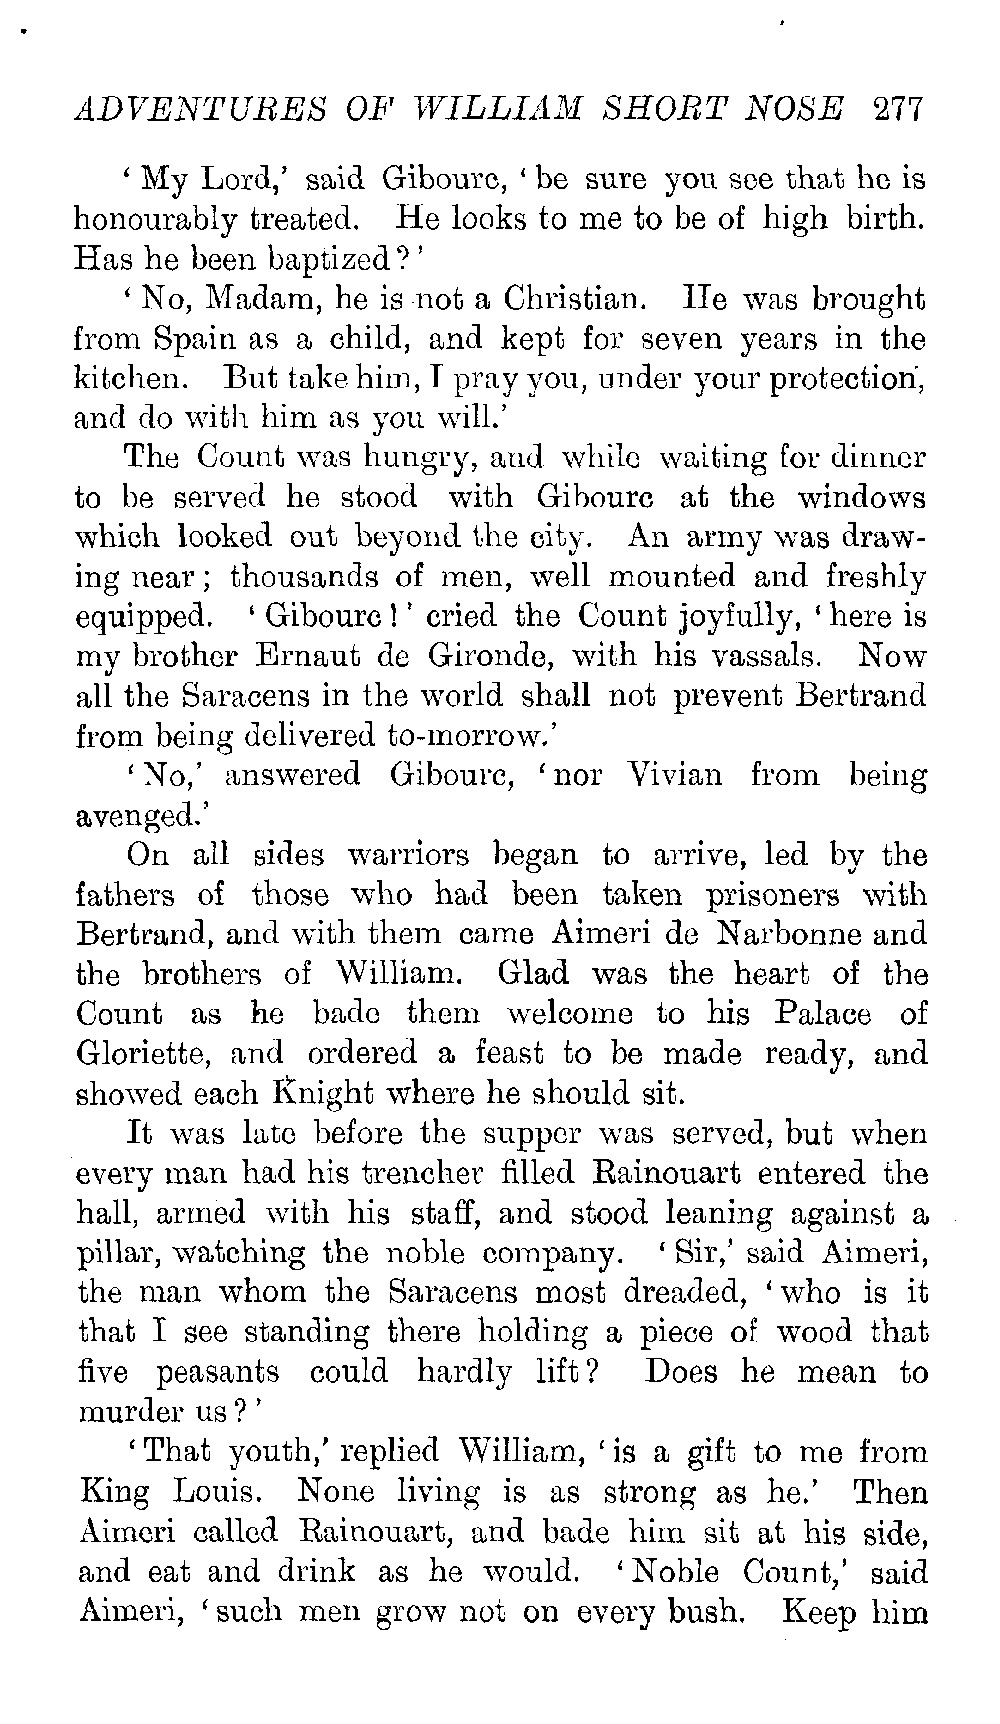 ADVENTURES OF WILLIAM SHORT NOSE 277
‘ My Lord,’ said Gibourc, ‘ be sure you see that he is
honourably treated. He looks to me to be of high birth.
Has he been baptized ? ’
‘ No, Madam, he is not a Christian. He was brought
from Spain as a child, and kept for seven years in the
kitchen. But take him, I pray you, under your protection,
and do with him as you will.’
The Count was hungry, and while waiting for dinner
to be served he stood with Gibourc at the windows
which looked out beyond the city. An army was draw-
ing near ; thousands of men, well mounted and freshly
equipped. ‘ Gibourc ! ’ cried the Count joyfully, ‘ here is
my brother Ernaut de Gironde, with his vassals. Now
all the Saracens in the world shall not prevent Bertrand
from being delivered to-morrow.’
‘ No,’ answered Gibourc, ‘ nor Vivian from being
avenged.’
On all sides warriors began to arrive, led by the
fathers of those who had been taken prisoners with
Bertrand, and with them came Aimeri de Narbonne and
the brothers of William. Glad was the heart of the
Count as he bade them welcome to his Palace of
Gloriette, and ordered a feast to be made ready, and
showed each Knight where he should sit.
It was late before the supper was served, but when
every man had his trencher filled Rainouart entered the
hall, armed with his staff, and stood leaning against a
pillar, watching the noble company. ‘ Sir,’ said Aimeri,
the man whom the Saracens most dreaded, ‘ who is it
that I see standing there holding a piece of wood that
five peasants could hardly lift ? Does he mean to
murder us ? ’
‘ That youth,’ replied William, ‘ is a gift to me from
King Louis. None living is as strong as he.’ Then
Aimeri called Rainouart, and bade him sit at his side,
and eat and drink as he would. ‘ Noble Count,’ said
Aimeri, ‘ such men grow not on every bush. Keep him